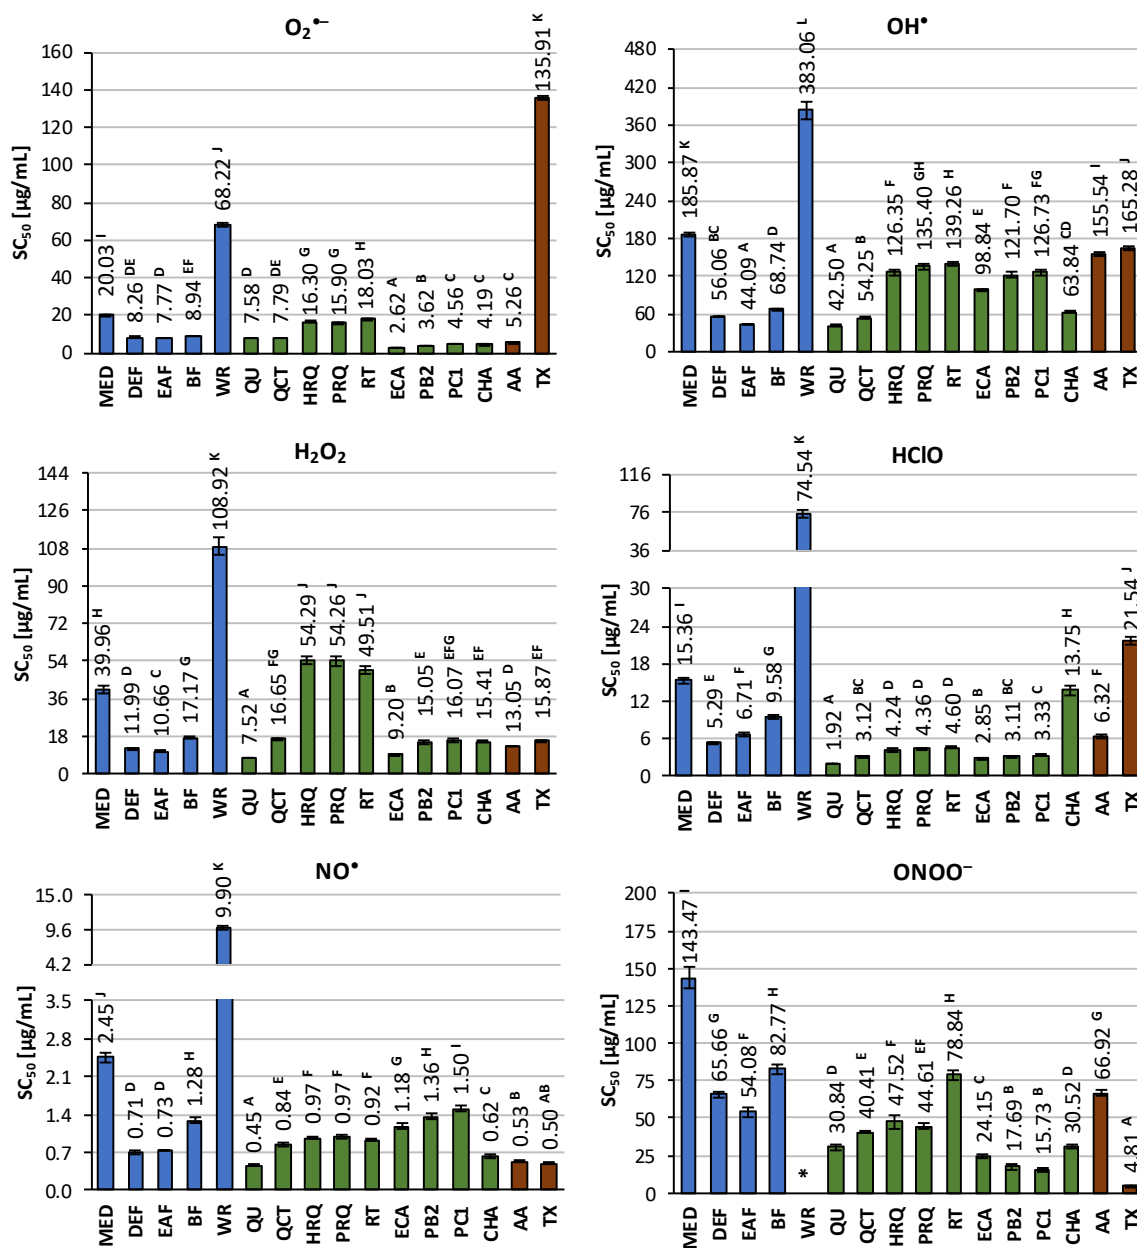 O₂•–
SC₅₀ [µg/mL]
160
140
120
100
80
60
40
20
0
20.03 I
8.26 DE
7.77 D
8.94 EF
68.22 J
7.58 D
7.79 DE
16.30 G
15.90 G
18.03 H
2.62 A
3.62 B
4.56 C
4.19 C
5.26 C
135.91 K
MED DEF EAF BF WR QU QCT HRQ PRQ RT ECA PB2 PC1 CHA AA TX
OH•
SC₅₀ [µg/mL]
480
420
360
300
240
180
120
60
0
185.87 K
56.06 BC
44.09 A
68.74 D
383.06 L
42.50 A
54.25 B
126.35 F
135.40 GH
139.26 H
98.84 E
121.70 F
126.73 FG
63.84 CD
155.54 I
165.28 J
MED DEF EAF BF WR QU QCT HRQ PRQ RT ECA PB2 PC1 CHA AA TX
H₂O₂
SC₅₀ [µg/mL]
144
126
108
90
72
54
36
18
0
39.96 H
11.99 D
10.66 C
17.17 G
108.92 K
7.52 A
16.65 FG
54.29 J
54.26 J
49.51 J
9.20 B
15.05 E
16.07 EFG
15.41 EF
13.05 D
15.87 EF
MED DEF EAF BF WR QU QCT HRQ PRQ RT ECA PB2 PC1 CHA AA TX
HClO
SC₅₀ [µg/mL]
116
76
36
30
24
18
12
6
0
15.36 I
5.29 E
6.71 F
9.58 G
74.54 K
1.92 A
3.12 BC
4.24 D
4.36 D
4.60 D
2.85 B
3.11 BC
3.33 C
13.75 H
6.32 F
21.54 J
MED DEF EAF BF WR QU QCT HRQ PRQ RT ECA PB2 PC1 CHA AA TX
NO•
SC₅₀ [µg/mL]
15.0
9.6
4.2
3.5
2.8
2.1
1.4
0.7
0.0
2.45 J
0.71 D
0.73 D
1.28 H
9.90 K
0.45 A
0.84 E
0.97 F
0.97 F
0.92 F
1.18 G
1.36 H
1.50 I
0.62 C
0.53 B
0.50 AB
MED DEF EAF BF WR QU QCT HRQ PRQ RT ECA PB2 PC1 CHA AA TX
ONOO⁻
SC₅₀ [µg/mL]
200
175
150
125
100
75
50
25
0
143.47 I
65.66 G
54.08 F
82.77 H
*
30.84 D
40.41 E
47.52 F
44.61 EF
78.84 H
24.15 C
17.69 B
15.73 B
30.52 D
66.92 G
4.81 A
MED DEF EAF BF WR QU QCT HRQ PRQ RT ECA PB2 PC1 CHA AA TX